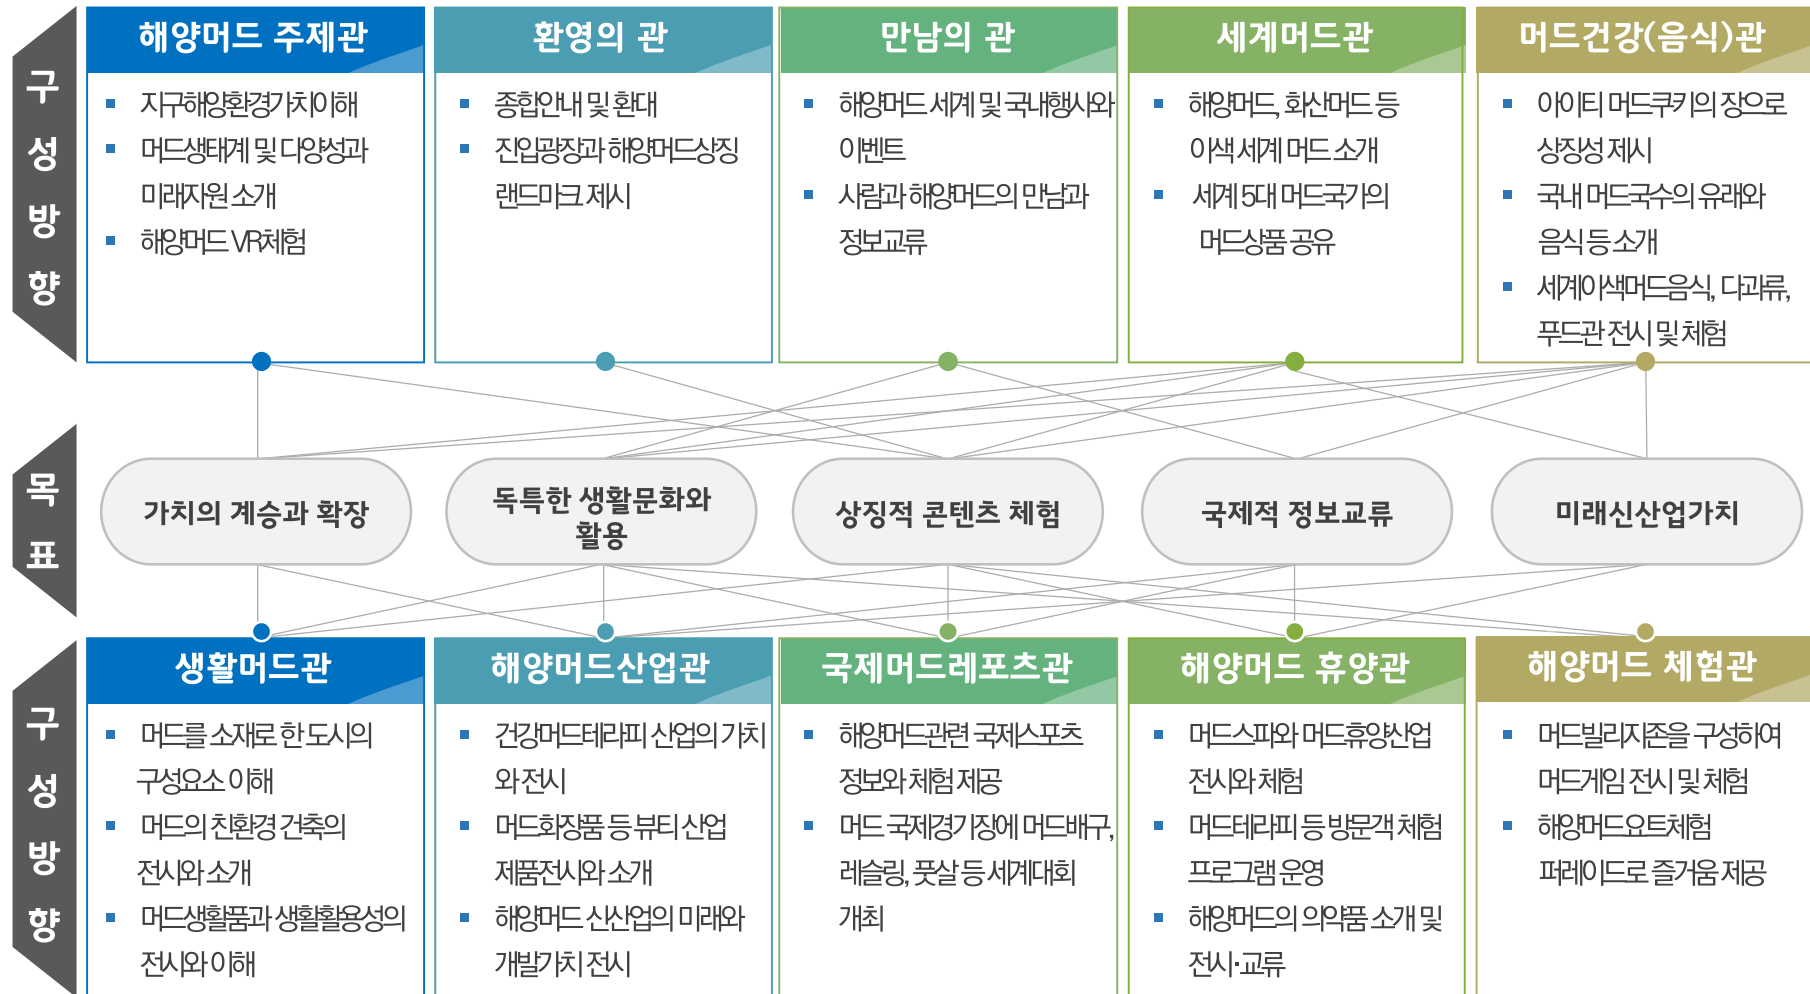 구
성
방
향
해양머드 주제관
지구해양환경가치이해
머드생태계 및 다양성과
미래자원 소개
해양머드 VR체험
환영의 관
종합안내 및 환대
진입광장과 해양머드상징
랜드마크 제시
만남의 관
해양머드 세계 및 국내행사와
이벤트
사람과 해양머드의 만남과
정보교류
세계머드관
해양머드, 화산머드 등
이색 세계 머드 소개
세계 5대 머드국가의
머드상품 공유
머드건강(음식)관
아이티 머드쿠키의 장으로
상징성 제시
국내 머드국수의 유래와
음식 등 소개
세계이색머드음식, 다과류,
푸드관 전시 및 체험
목
표
가치의 계승과 확장
독특한 생활문화와
활용
상징적 콘텐츠 체험
국제적 정보교류
미래신산업가치
구
성
방
향
생활머드관
머드를 소재로 한 도시의
구성요소 이해
머드의 친환경 건축의
전시와 소개
머드생활품과 생활활용성의
전시와 이해
해양머드산업관
건강머드테라피 산업의 가치
와 전시
머드화장품 등 뷰티 산업
제품전시와 소개
해양머드 신산업의 미래와
개발가치 전시
국제머드레포츠관
해양머드관련 국제스포츠
정보와 체험 제공
머드 국제경기장에 머드배구,
레슬링, 풋살 등 세계대회
개최
해양머드 휴양관
머드스파와 머드휴양산업
전시와 체험
머드테라피 등 방문객 체험
프로그램 운영
해양머드의 의약품 소개 및
전시·교류
해양머드 체험관
머드빌리지존을 구성하여
머드게임 전시 및 체험
해양머드요트체험
퍼레이드로 즐거움 제공